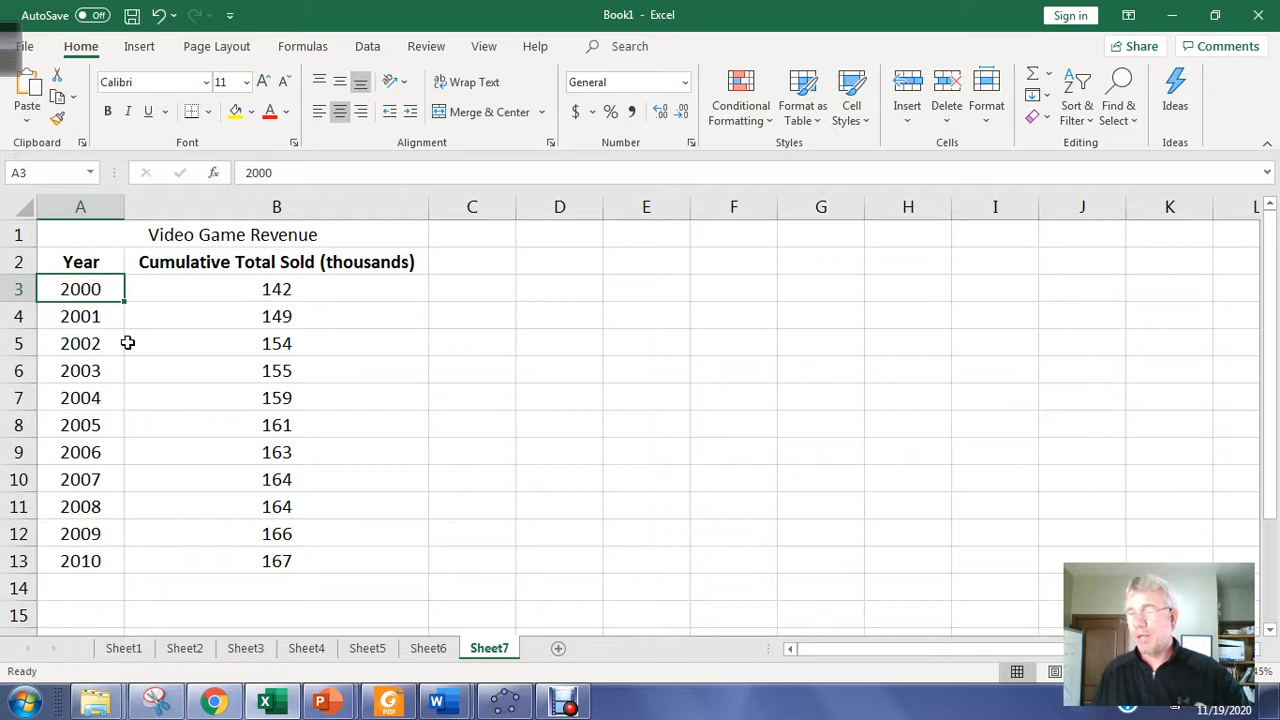 AutoSave Off Book1 - Excel Sign in
File Home Insert Page Layout Formulas Data Review View Help Search Share Comments
Calibri 11 A A Wrap Text General
Paste B I U A Merge & Center $ % , Conditional Formatting Format as Table Cell Styles Insert Delete Format Sort & Filter Find & Select Ideas
Clipboard Font Alignment Number Styles Cells Editing Ideas
A3 fx 2000
A B C D E F G H I J K L
1 Video Game Revenue
2 Year Cumulative Total Sold (thousands)
3 2000 142
4 2001 149
5 2002 154
6 2003 155
7 2004 159
8 2005 161
9 2006 163
10 2007 164
11 2008 164
12 2009 166
13 2010 167
14
15
Sheet1 Sheet2 Sheet3 Sheet4 Sheet5 Sheet6 Sheet7
Ready 45%
11/19/2020